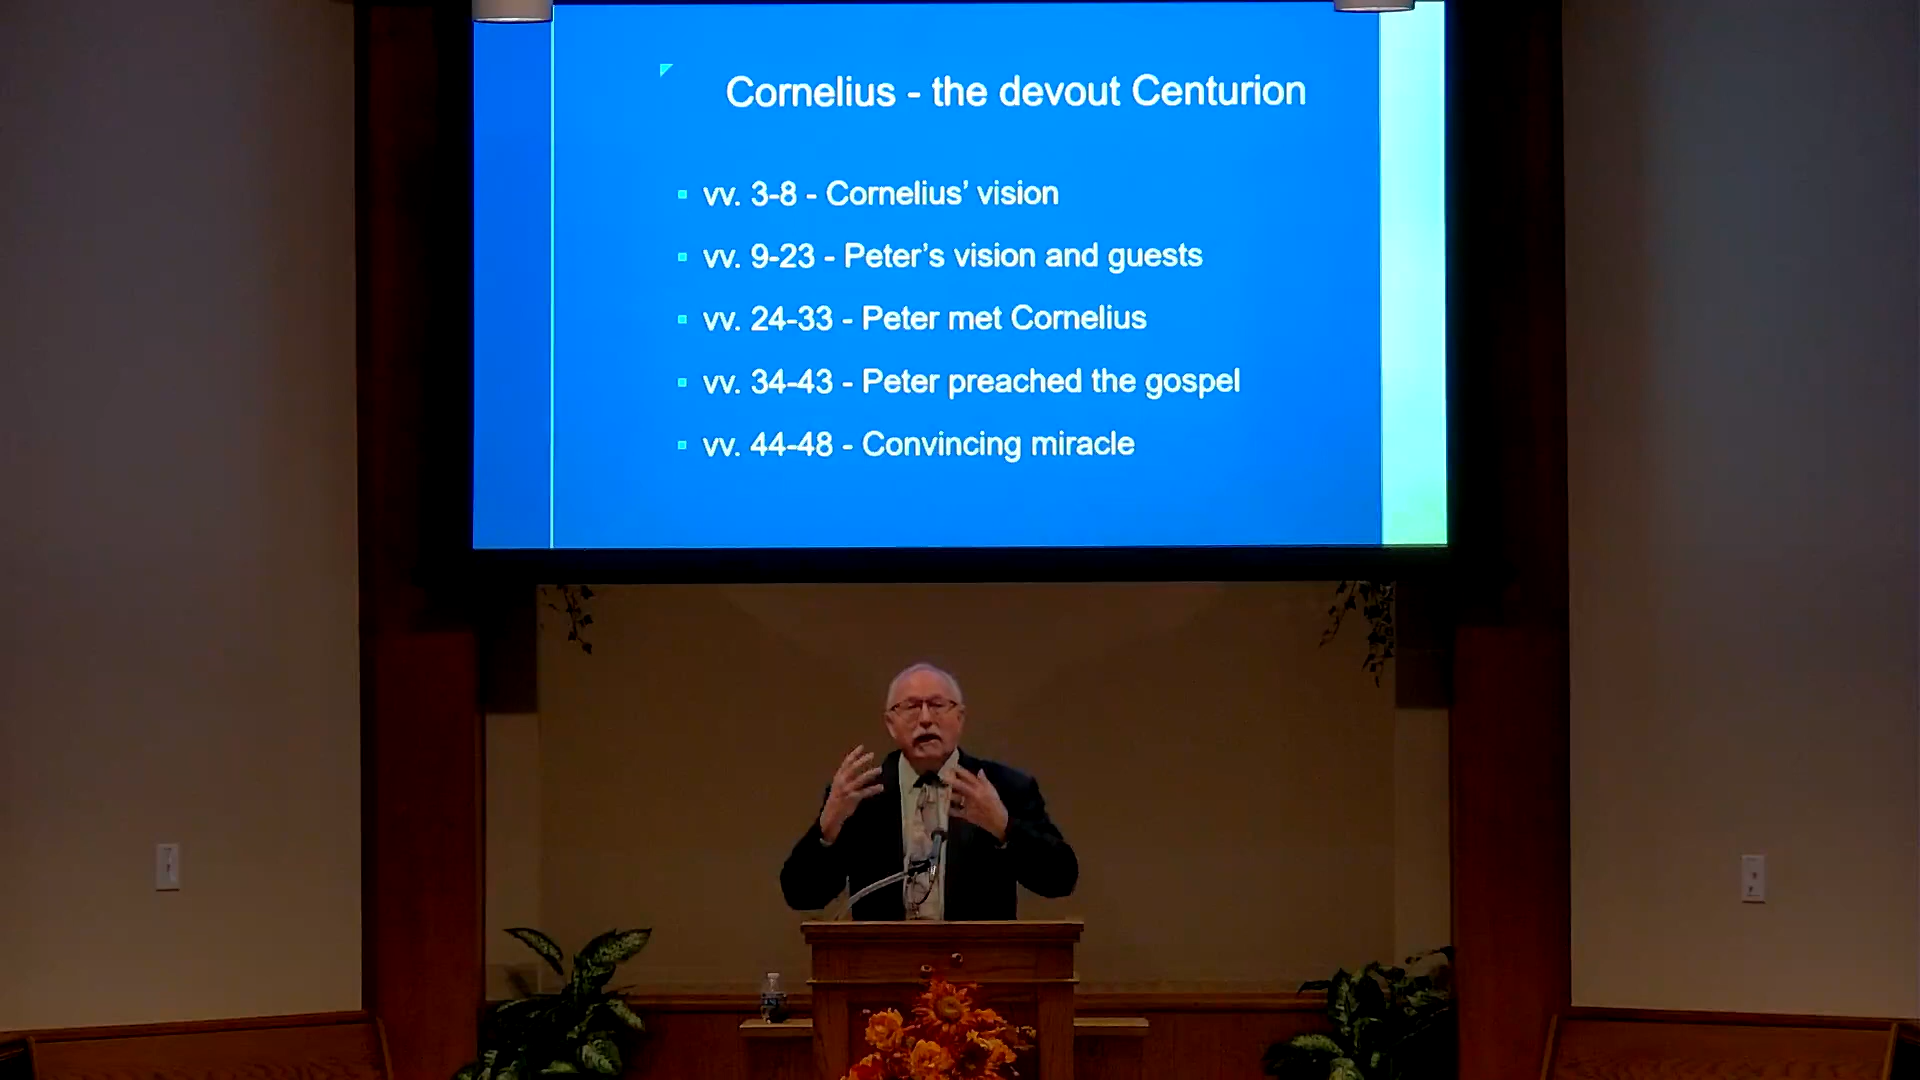 Cornelius - the devout Centurion
vv. 3-8 - Cornelius’ vision
vv. 9-23 - Peter’s vision and guests
vv. 24-33 - Peter met Cornelius
vv. 34-43 - Peter preached the gospel
vv. 44-48 - Convincing miracle